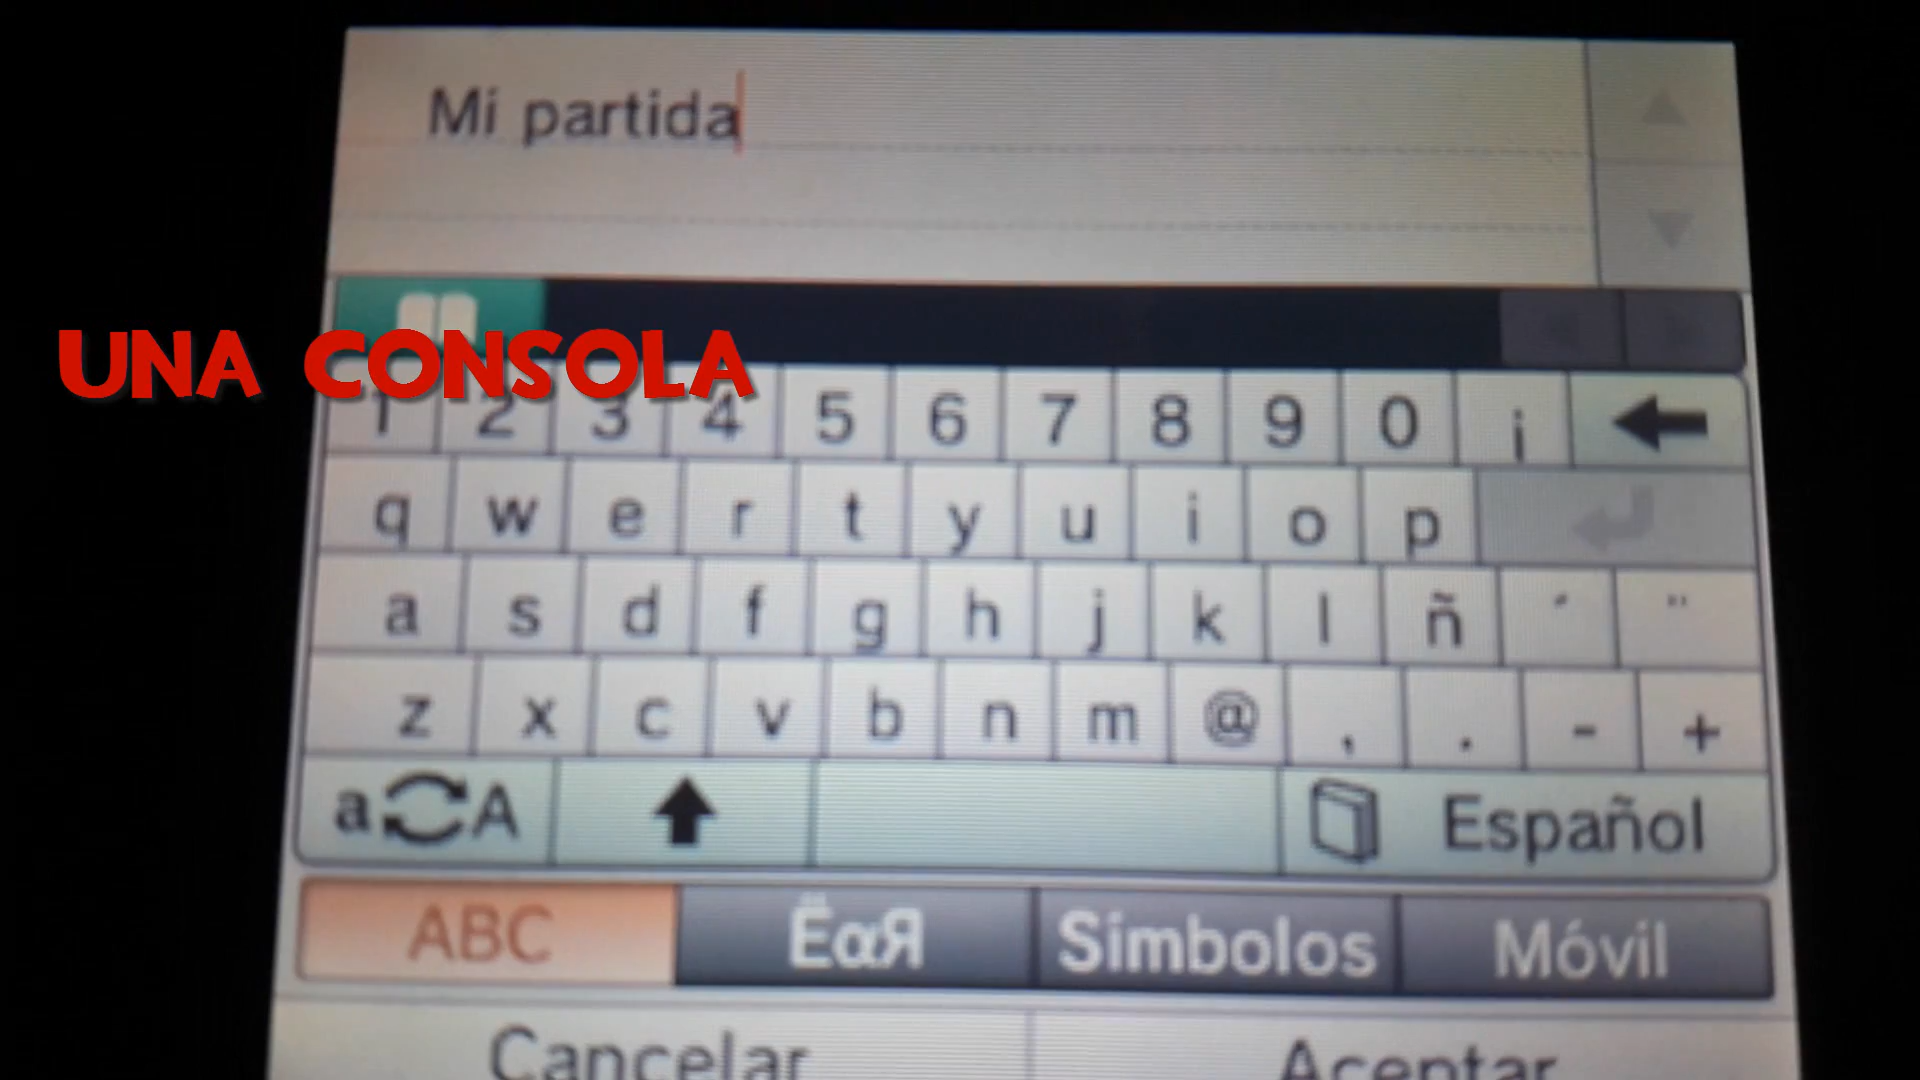 Mi partida
UNA CONSOLA
1 2 3 4 5 6 7 8 9 0 ¡
q w e r t y u i o p
a s d f g h j k l ñ ´ ¨
z x c v b n m @ , . - +
a A Español
ABC ËαЯ Símbolos Móvil
Cancelar Aceptar